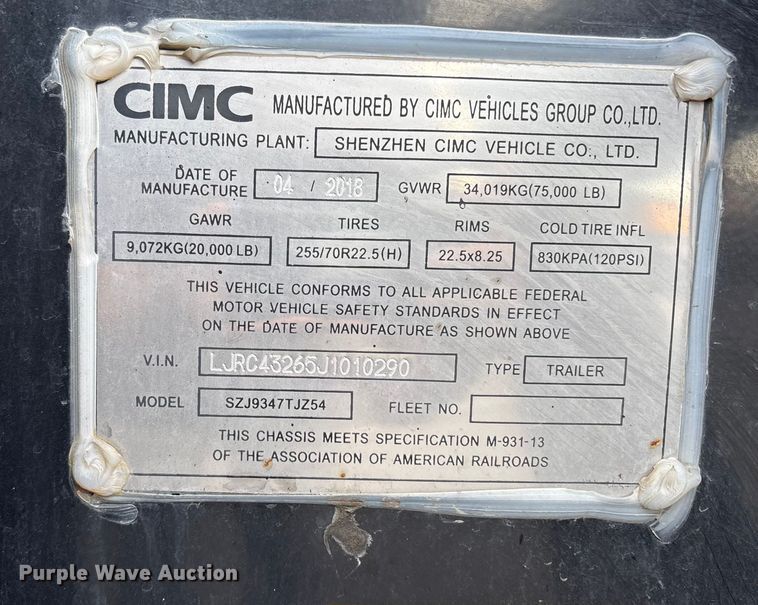 CIMC MANUFACTURED BY CIMC VEHICLES GROUP CO.,LTD.
MANUFACTURING PLANT: SHENZHEN CIMC VEHICLE CO., LTD.
DATE OF MANUFACTURE 04 / 2018 GVWR 34,019KG(75,000 LB)
GAWR TIRES RIMS COLD TIRE INFL
9,072KG(20,000 LB) 255/70R22.5(H) 22.5x8.25 830KPA(120PSI)
THIS VEHICLE CONFORMS TO ALL APPLICABLE FEDERAL
MOTOR VEHICLE SAFETY STANDARDS IN EFFECT
ON THE DATE OF MANUFACTURE AS SHOWN ABOVE
V.I.N. LJRC43265J1010290 TYPE TRAILER
MODEL SZJ9347TJZ54 FLEET NO.
THIS CHASSIS MEETS SPECIFICATION M-931-13
OF THE ASSOCIATION OF AMERICAN RAILROADS
Purple Wave Auction